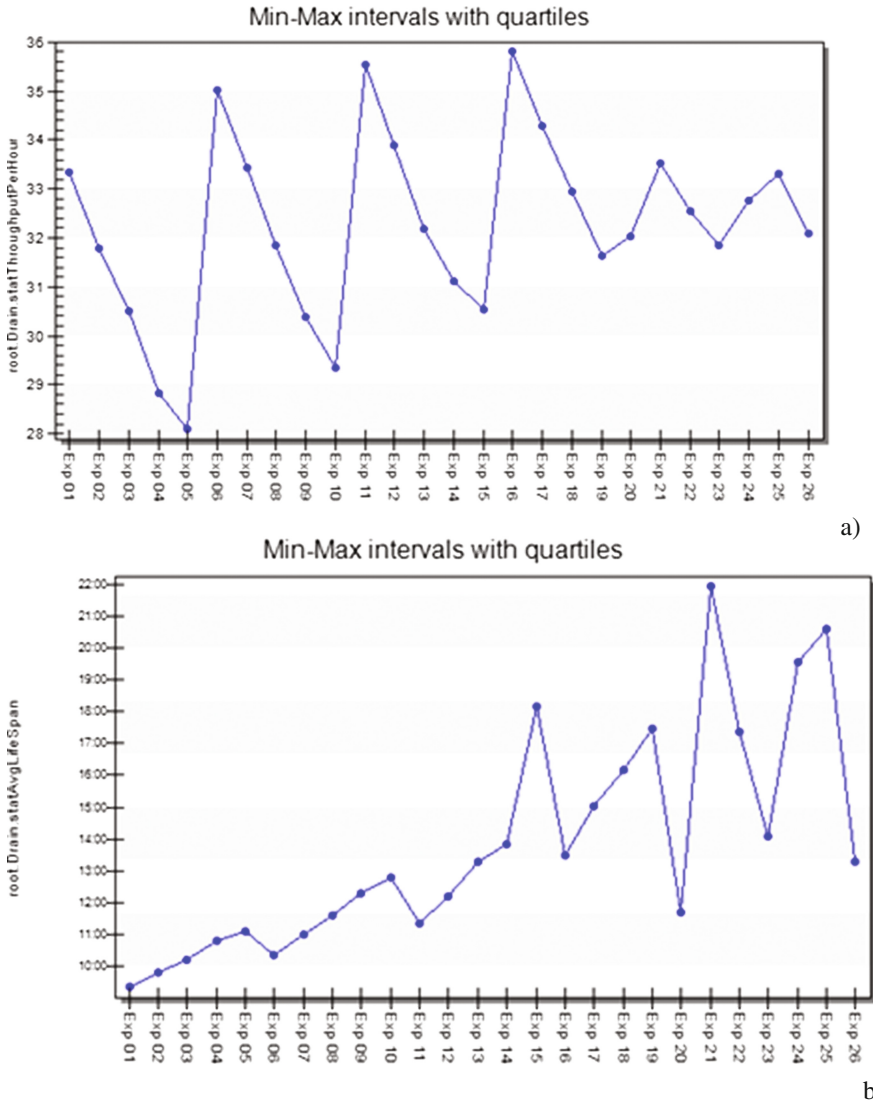 Min-Max intervals with quartiles
root.Drain.statThroughputPerHour
36
35
34
33
32
31
30
29
28
Exp 01
Exp 02
Exp 03
Exp 04
Exp 05
Exp 06
Exp 07
Exp 08
Exp 09
Exp 10
Exp 11
Exp 12
Exp 13
Exp 14
Exp 15
Exp 16
Exp 17
Exp 18
Exp 19
Exp 20
Exp 21
Exp 22
Exp 23
Exp 24
Exp 25
Exp 26
a)
Min-Max intervals with quartiles
root.Drain.statAvgLifeSpan
22:00
21:00
20:00
19:00
18:00
17:00
16:00
15:00
14:00
13:00
12:00
11:00
10:00
Exp 01
Exp 02
Exp 03
Exp 04
Exp 05
Exp 06
Exp 07
Exp 08
Exp 09
Exp 10
Exp 11
Exp 12
Exp 13
Exp 14
Exp 15
Exp 16
Exp 17
Exp 18
Exp 19
Exp 20
Exp 21
Exp 22
Exp 23
Exp 24
Exp 25
Exp 26
b